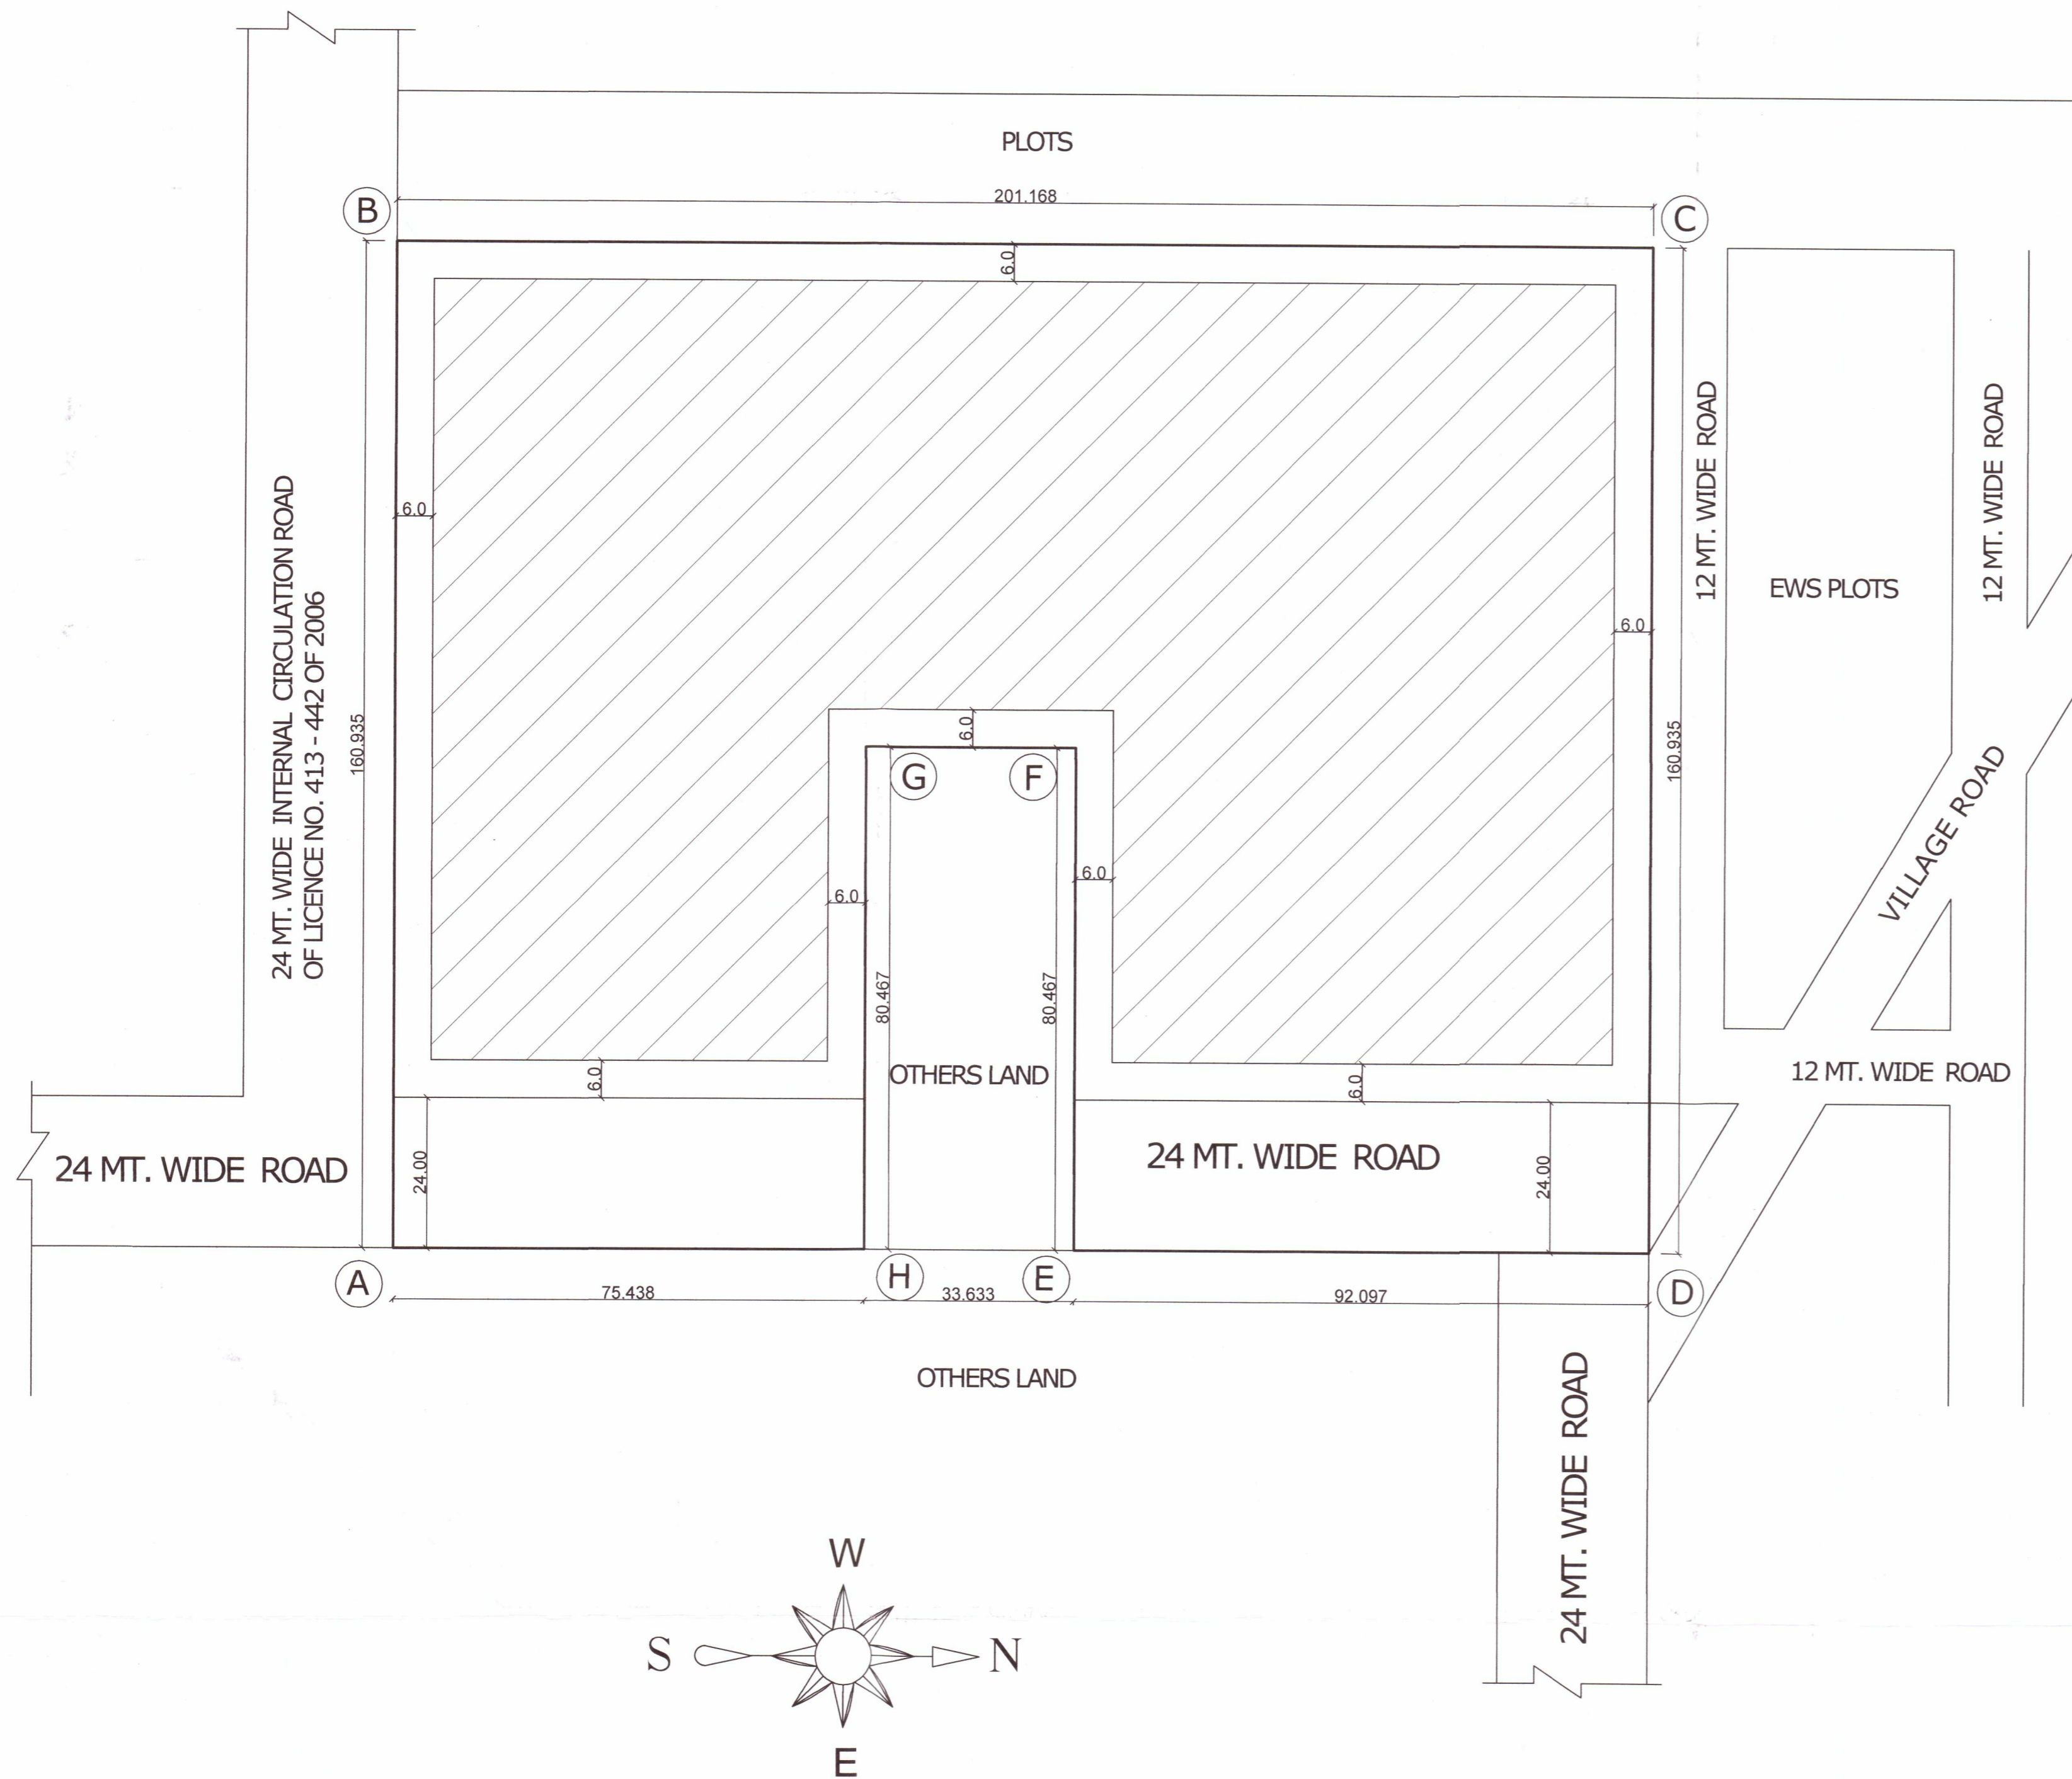 PLOTS
201.168
B
C
6.0
6.0
24 MT. WIDE INTERNAL CIRCULATION ROAD
OF LICENCE NO. 413 - 442 OF 2006
160.935
12 MT. WIDE ROAD
12 MT. WIDE ROAD
EWS PLOTS
6.0
6.0
160.935
G
F
VILLAGE ROAD
6.0
6.0
80.467
80.467
OTHERS LAND
6.0
6.0
12 MT. WIDE ROAD
24 MT. WIDE ROAD
24.00
24 MT. WIDE ROAD
24.00
A
H
E
D
75.438
33.633
92.097
OTHERS LAND
24 MT. WIDE ROAD
W
S
N
E